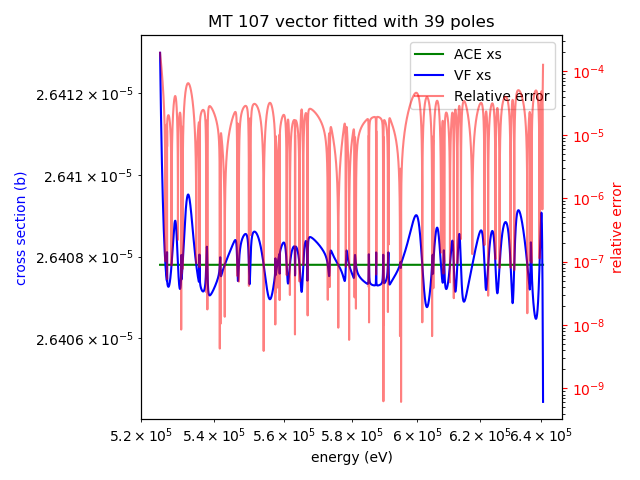 MT 107 vector fitted with 39 poles
ACE xs
VF xs
Relative error
cross section (b)
2.6412 × 10⁻⁵
2.641 × 10⁻⁵
2.6408 × 10⁻⁵
2.6406 × 10⁻⁵
10⁻⁴
10⁻⁵
10⁻⁶
10⁻⁷
10⁻⁸
10⁻⁹
relative error
5.2 × 10⁵ 5.4 × 10⁵ 5.6 × 10⁵ 5.8 × 10⁵ 6 × 10⁵ 6.2 × 10⁵ 6.4 × 10⁵
energy (eV)